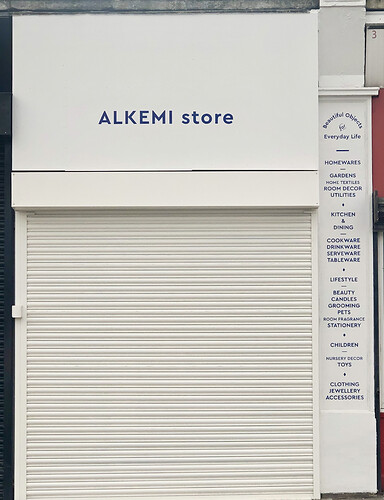 ALKEMI store
3
Beautiful Objects
for
Everyday Life
HOMEWARES
GARDENS
HOME TEXTILES
ROOM DECOR
UTILITIES
KITCHEN
&
DINING
COOKWARE
DRINKWARE
SERVEWARE
TABLEWARE
LIFESTYLE
BEAUTY
CANDLES
GROOMING
PETS
ROOM FRAGRANCE
STATIONERY
CHILDREN
NURSERY DECOR
TOYS
CLOTHING
JEWELLERY
ACCESSORIES